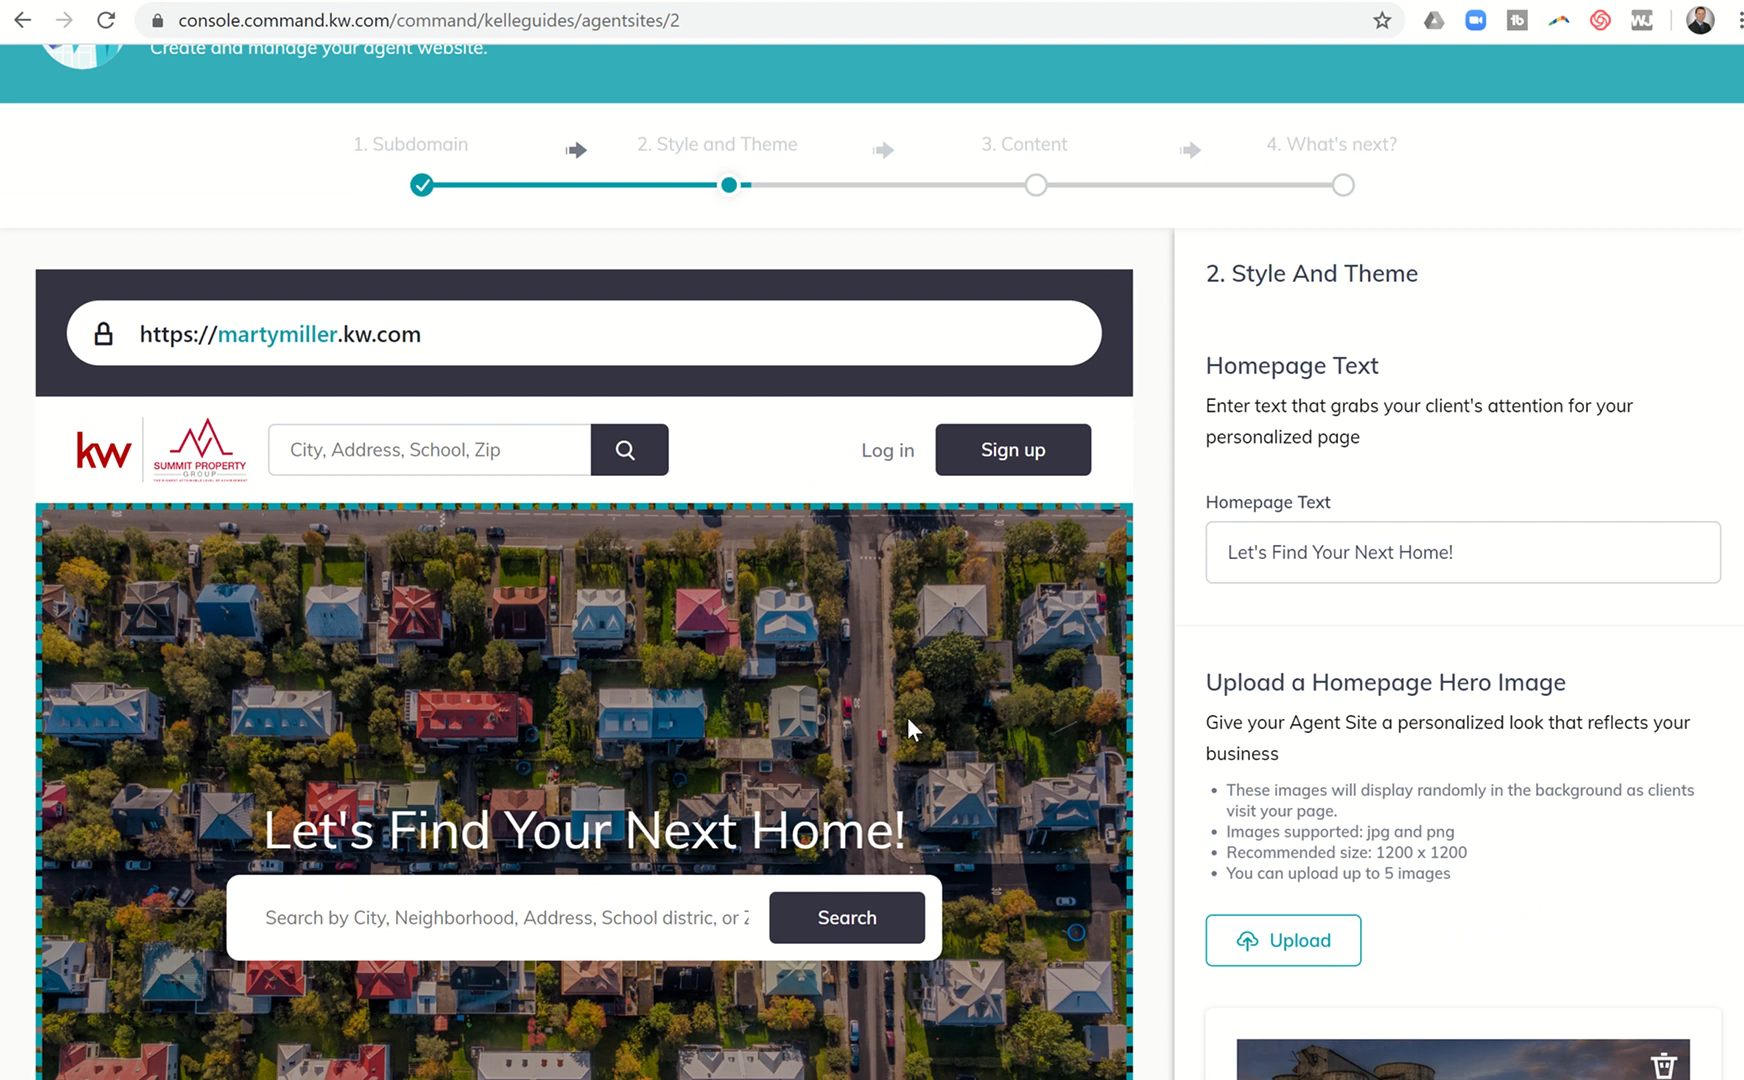 console.command.kw.com/command/kelleguides/agentsites/2
Create and manage your agent website.
1. Subdomain
2. Style and Theme
3. Content
4. What's next?
https://martymiller.kw.com
kw
SUMMIT PROPERTY
GROUP
City, Address, School, Zip
Log in
Sign up
Let's Find Your Next Home!
Search by City, Neighborhood, Address, School distric, or Z
Search
2. Style And Theme
Homepage Text
Enter text that grabs your client's attention for your
personalized page
Homepage Text
Let's Find Your Next Home!
Upload a Homepage Hero Image
Give your Agent Site a personalized look that reflects your
business
• These images will display randomly in the background as clients
visit your page.
• Images supported: jpg and png
• Recommended size: 1200 x 1200
• You can upload up to 5 images
Upload